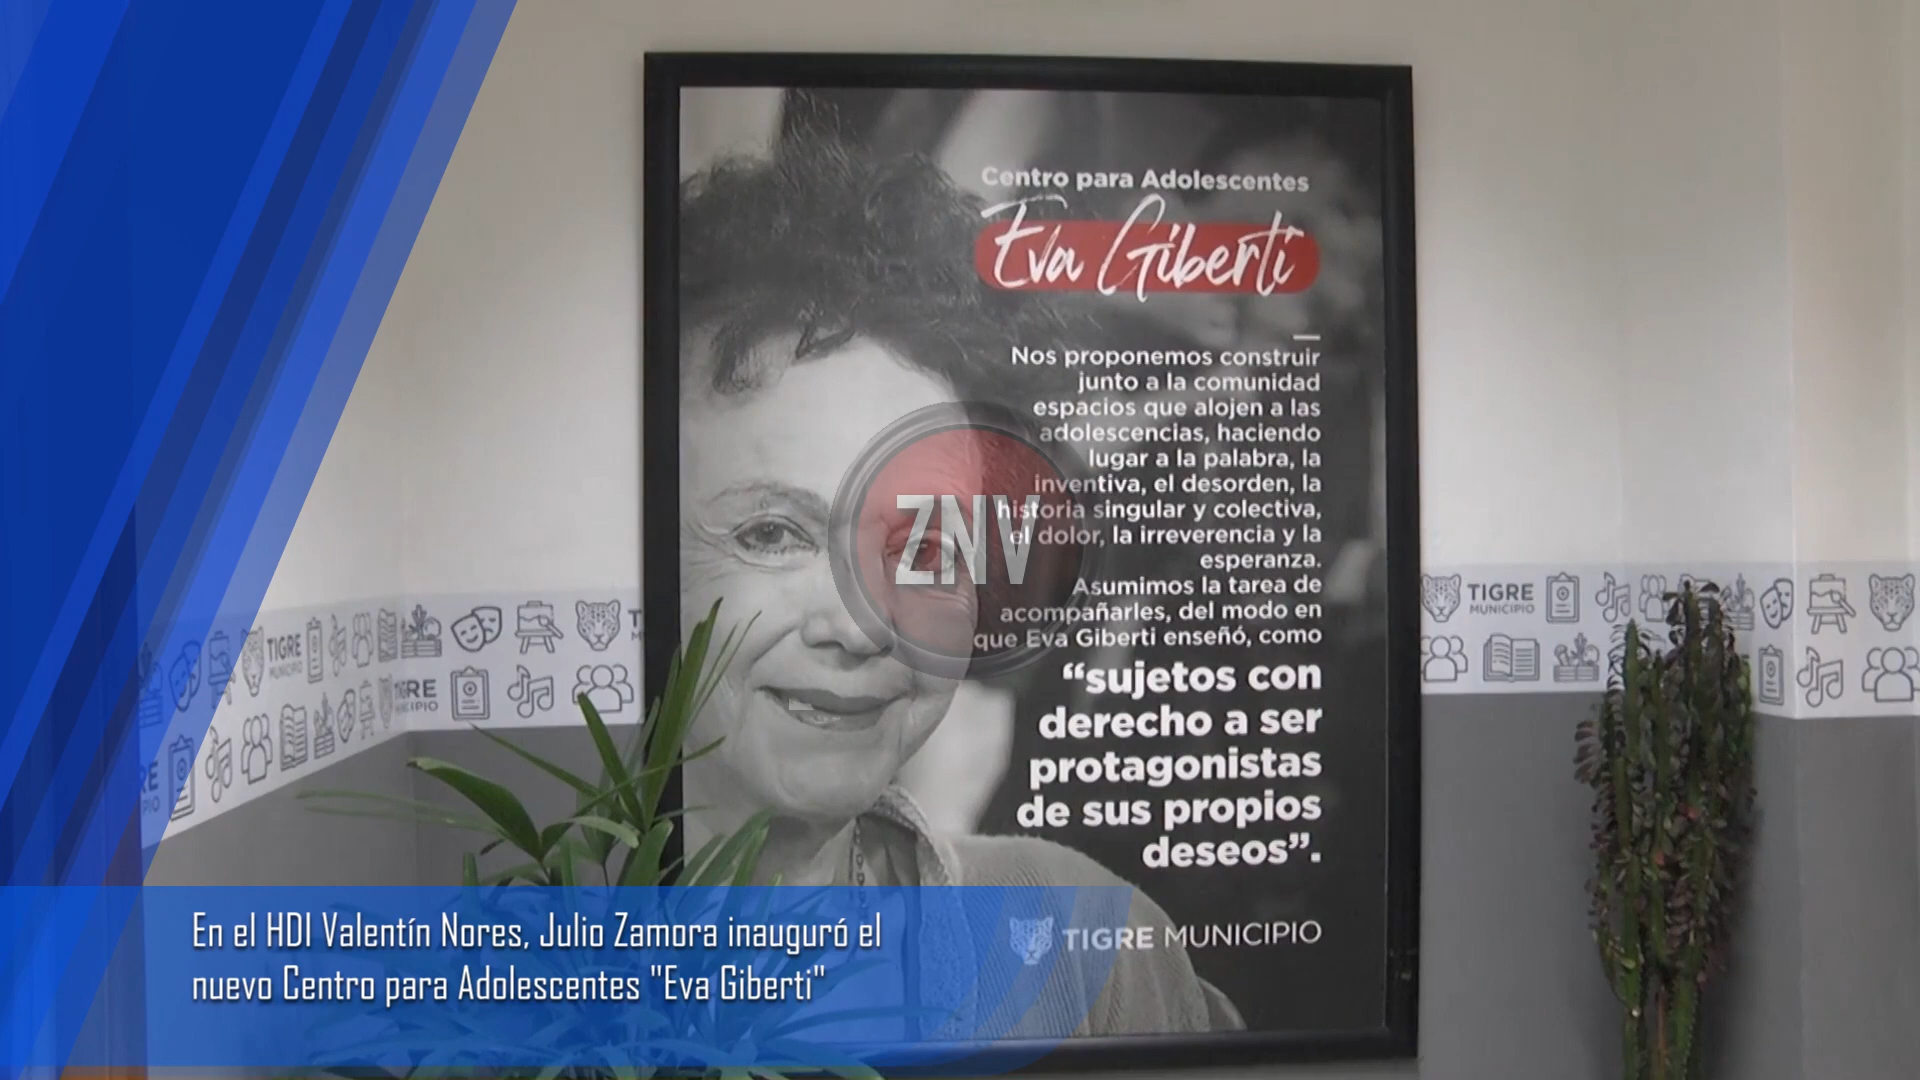 Centro para Adolescentes
Eva Giberti
Nos proponemos construir
junto a la comunidad
espacios que alojen a las
adolescencias, haciendo
lugar a la palabra, la
inventiva, el desorden, la
historia singular y colectiva,
el dolor, la irreverencia y la
esperanza.
Asumimos la tarea de
acompañarles, del modo en
que Eva Giberti enseñó, como
“sujetos con
derecho a ser
protagonistas
de sus propios
deseos”.
TIGRE MUNICIPIO
ZNV
TIGRE
MUNICIPIO
TIGRE
MUNICIPIO
TIGRE
MUNICIPIO
En el HDI Valentín Nores, Julio Zamora inauguró el
nuevo Centro para Adolescentes "Eva Giberti"